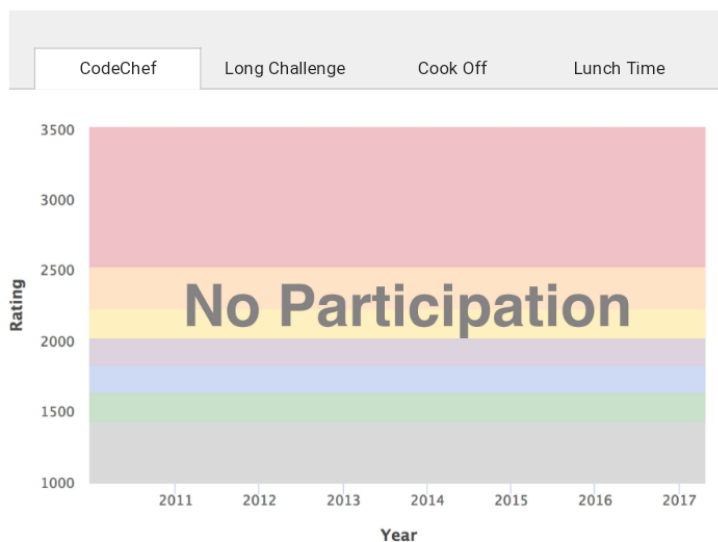 CodeChef Long Challenge Cook Off Lunch Time
3500
3000
2500
2000
1500
1000
Rating
No Participation
2011 2012 2013 2014 2015 2016 2017
Year